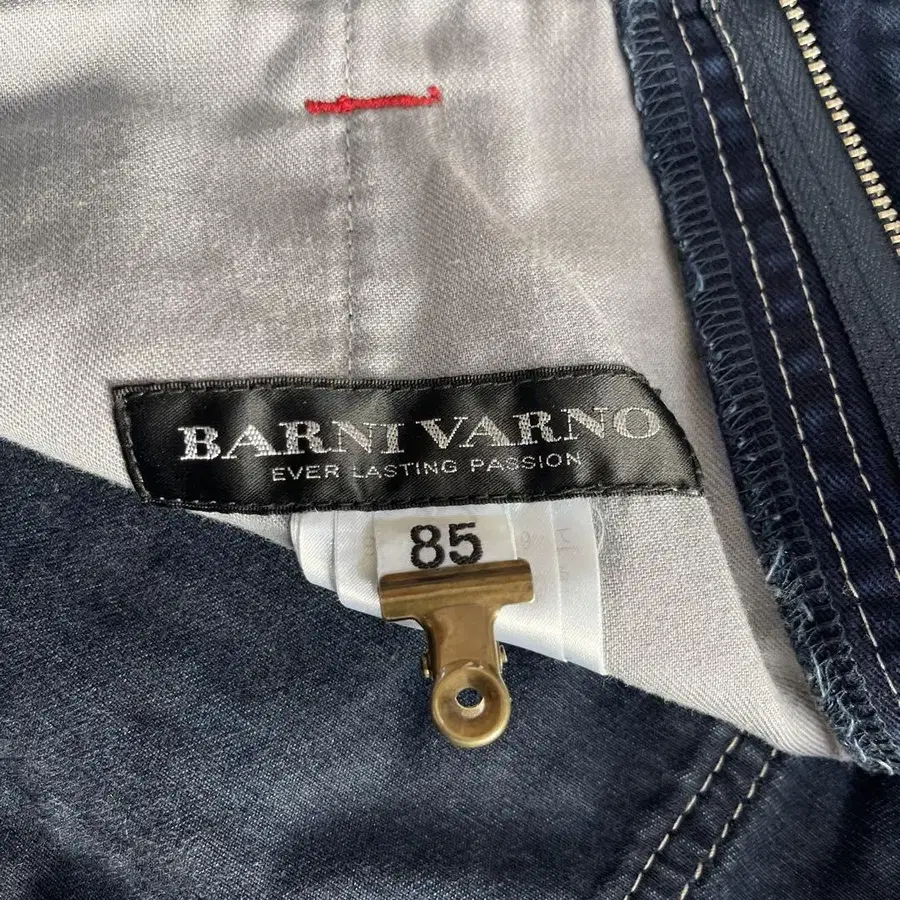 BARNI VARNO
EVER LASTING PASSION
85